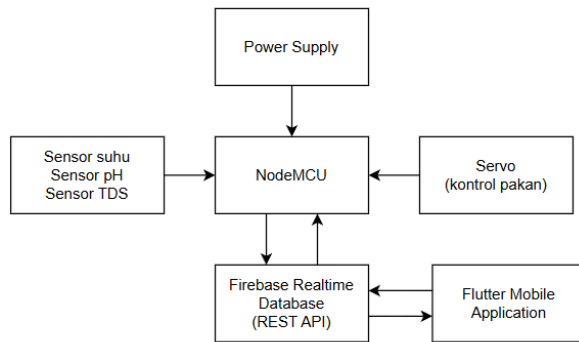 Power Supply
Sensor suhu
Sensor pH
Sensor TDS
NodeMCU
Servo
(kontrol pakan)
Firebase Realtime
Database
(REST API)
Flutter Mobile
Application